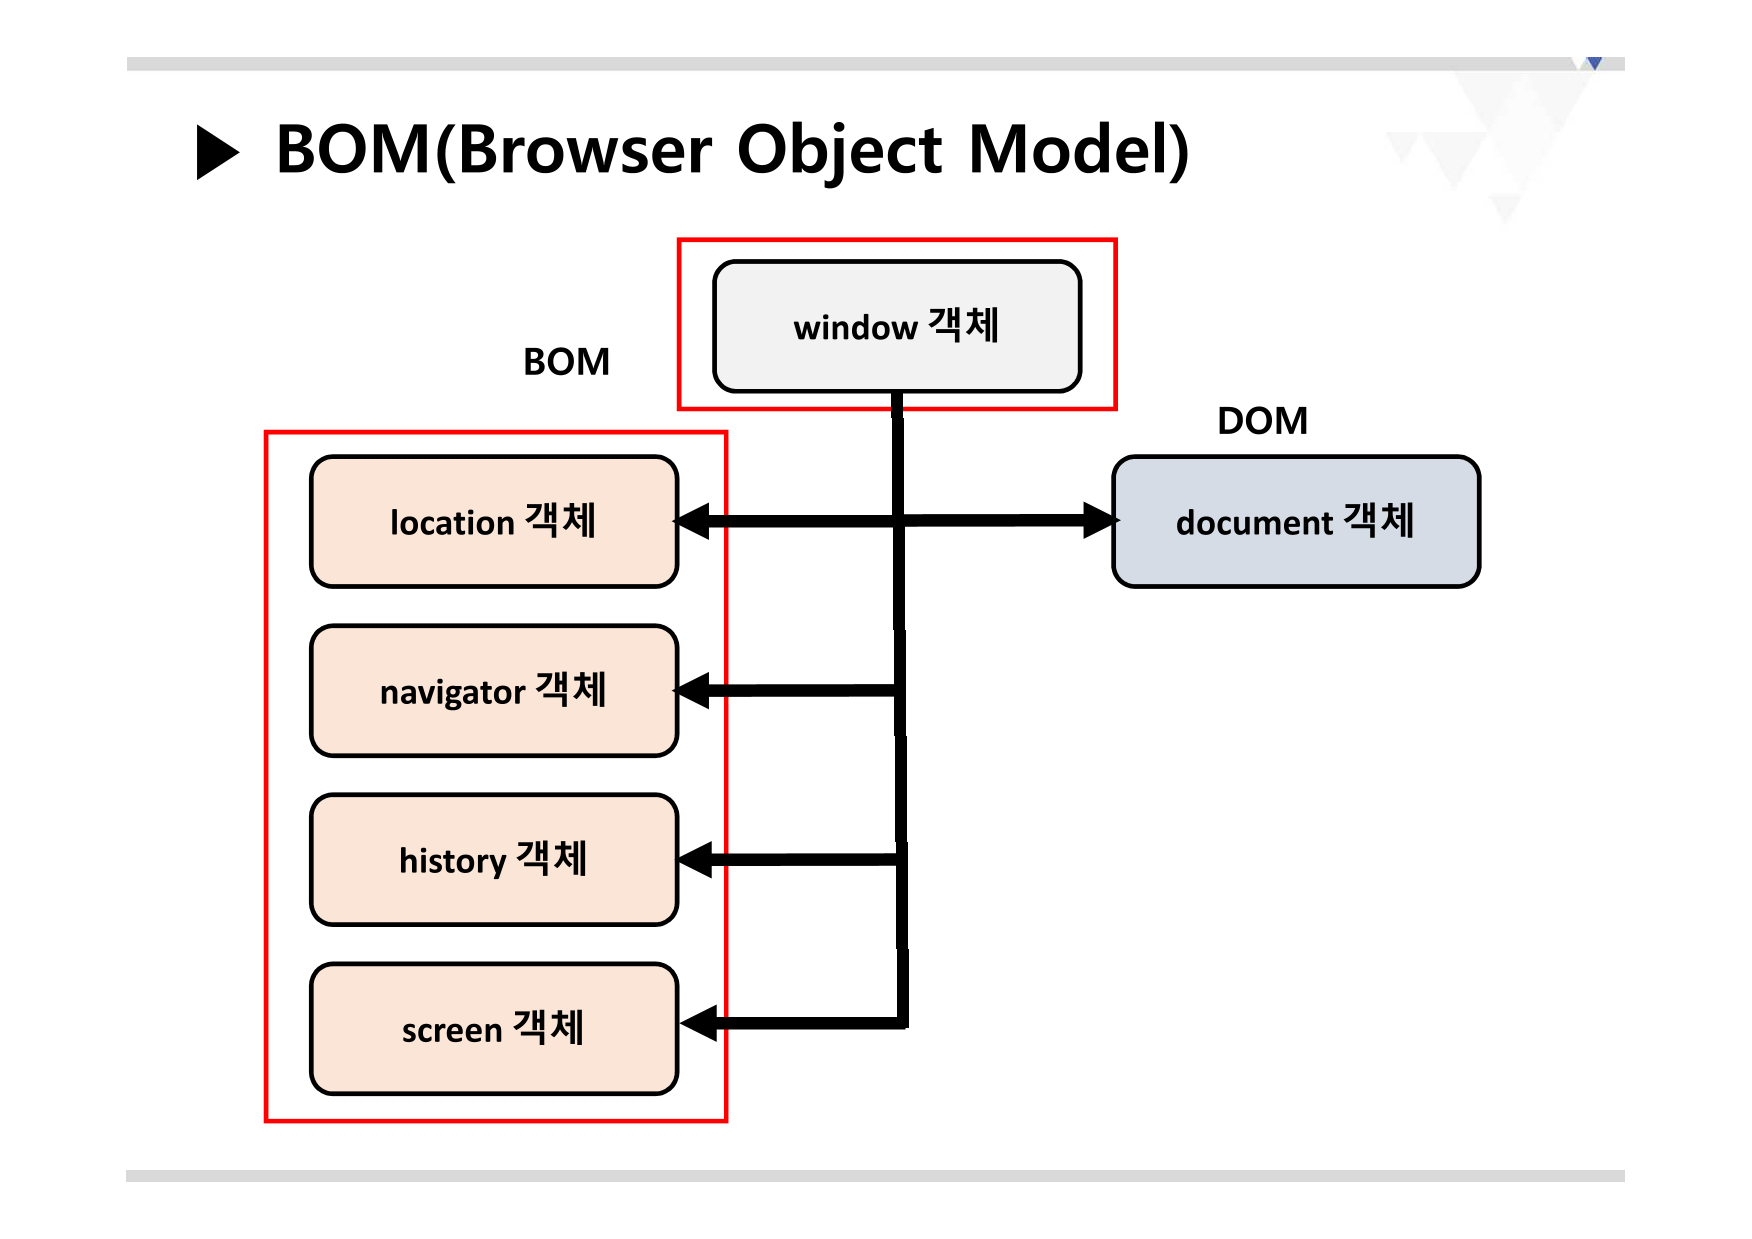 ▶ BOM(Browser Object Model)
window 객체
BOM
DOM
location 객체
document 객체
navigator 객체
history 객체
screen 객체